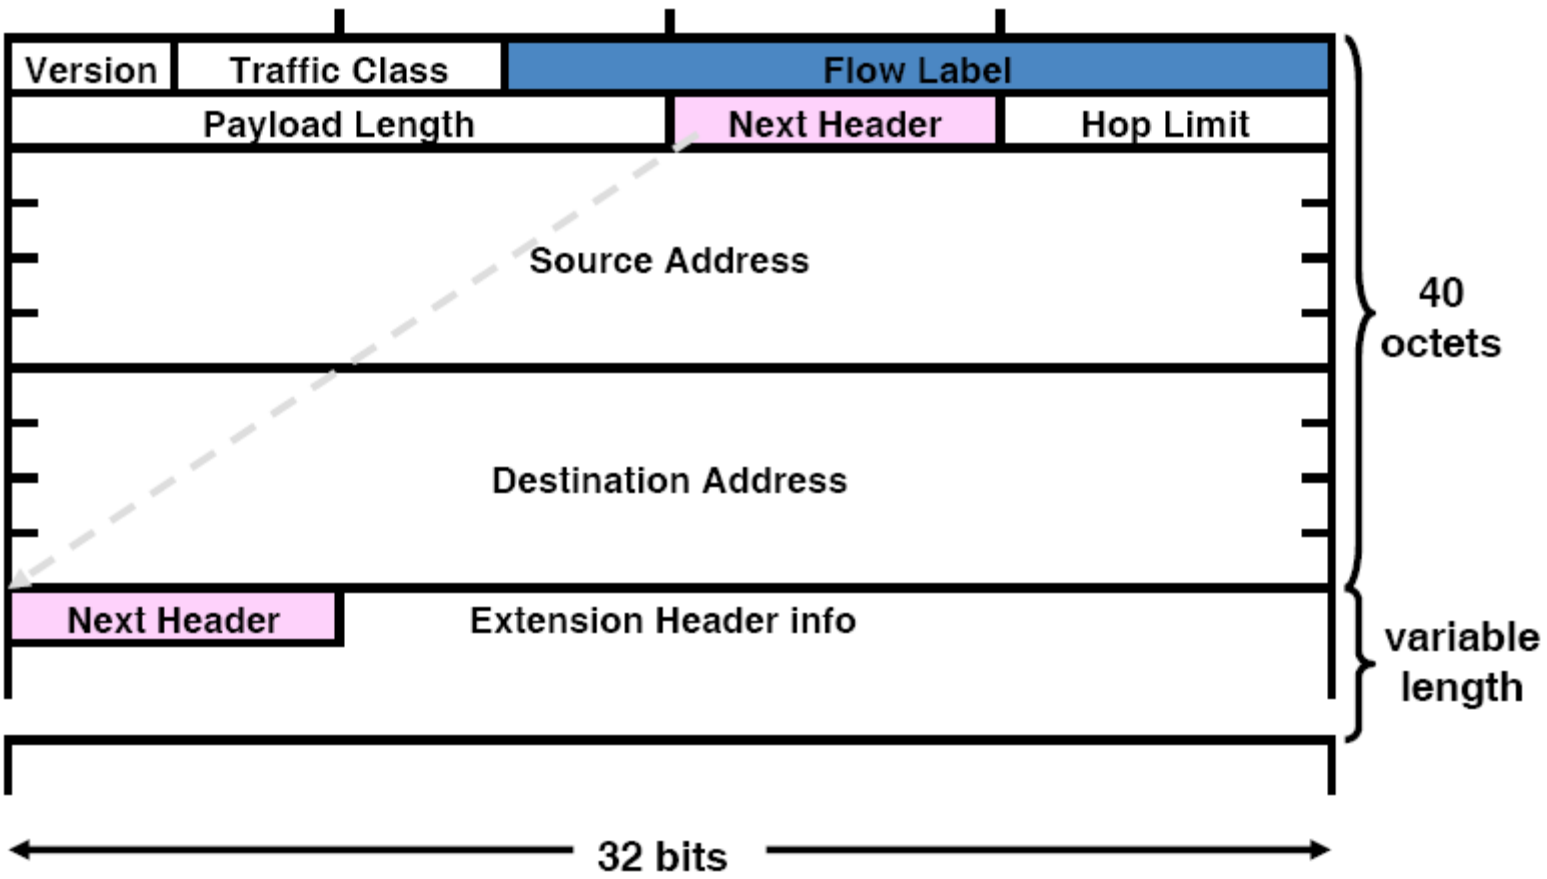 Version Traffic Class Flow Label
Payload Length Next Header Hop Limit
Source Address
40
octets
Destination Address
Next Header Extension Header info
variable
length
32 bits